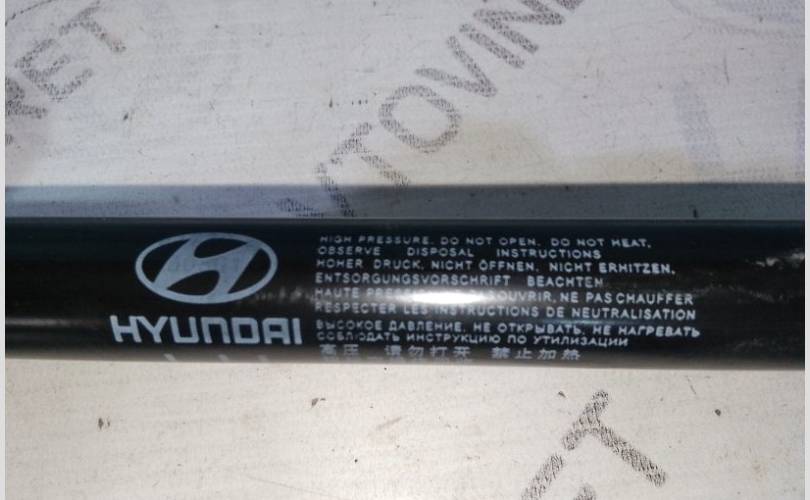 HYUNDAI
HIGH PRESSURE. DO NOT OPEN. DO NOT HEAT.
OBSERVE DISPOSAL INSTRUCTIONS
HOHER DRUCK, NICHT ÖFFNEN, NICHT ERHITZEN.
ENTSORGUNGSVORSCHRIFT BEACHTEN
HAUTE OUVRIR. NE PAS CHAUFFER
RESPECTER LES INSTRUCTIONS DE NEUTRALISATION
ВЫСОКОЕ ДАВЛЕНИЕ. НЕ ОТКРЫВАТЬ. НЕ НАГРЕВАТЬ
СОБЛЮДАТЬ ИНСТРУКЦИЮ ПО УТИЛИЗАЦИИ
高压 请勿打开 禁止加热